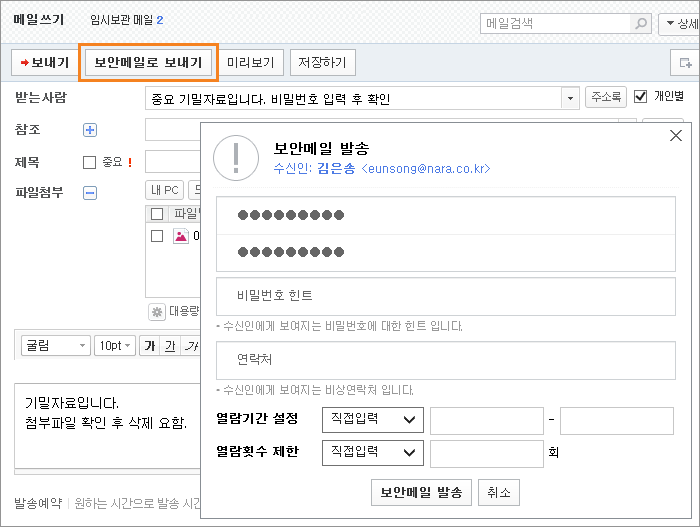 메일쓰기 임시보관 메일 2 메일검색 상세
보내기 보안메일로 보내기 미리보기 저장하기
받는사람 중요 기밀자료입니다. 비밀번호 입력 후 확인 주소록 개인별
참조
제목 중요 !
파일첨부 내 PC
파일
대용량
굴림 10pt 가 가 가
기밀자료입니다.
첨부파일 확인 후 삭제 요함.
발송예약 원하는 시간으로 발송 시간
보안메일 발송
수신인: 김은송 <eunsong@nara.co.kr>
●●●●●●●●●
●●●●●●●●●
비밀번호 힌트
- 수신인에게 보여지는 비밀번호에 대한 힌트 입니다.
연락처
- 수신인에게 보여지는 비상연락처 입니다.
열람기간 설정 직접입력 -
열람횟수 제한 직접입력 회
보안메일 발송 취소